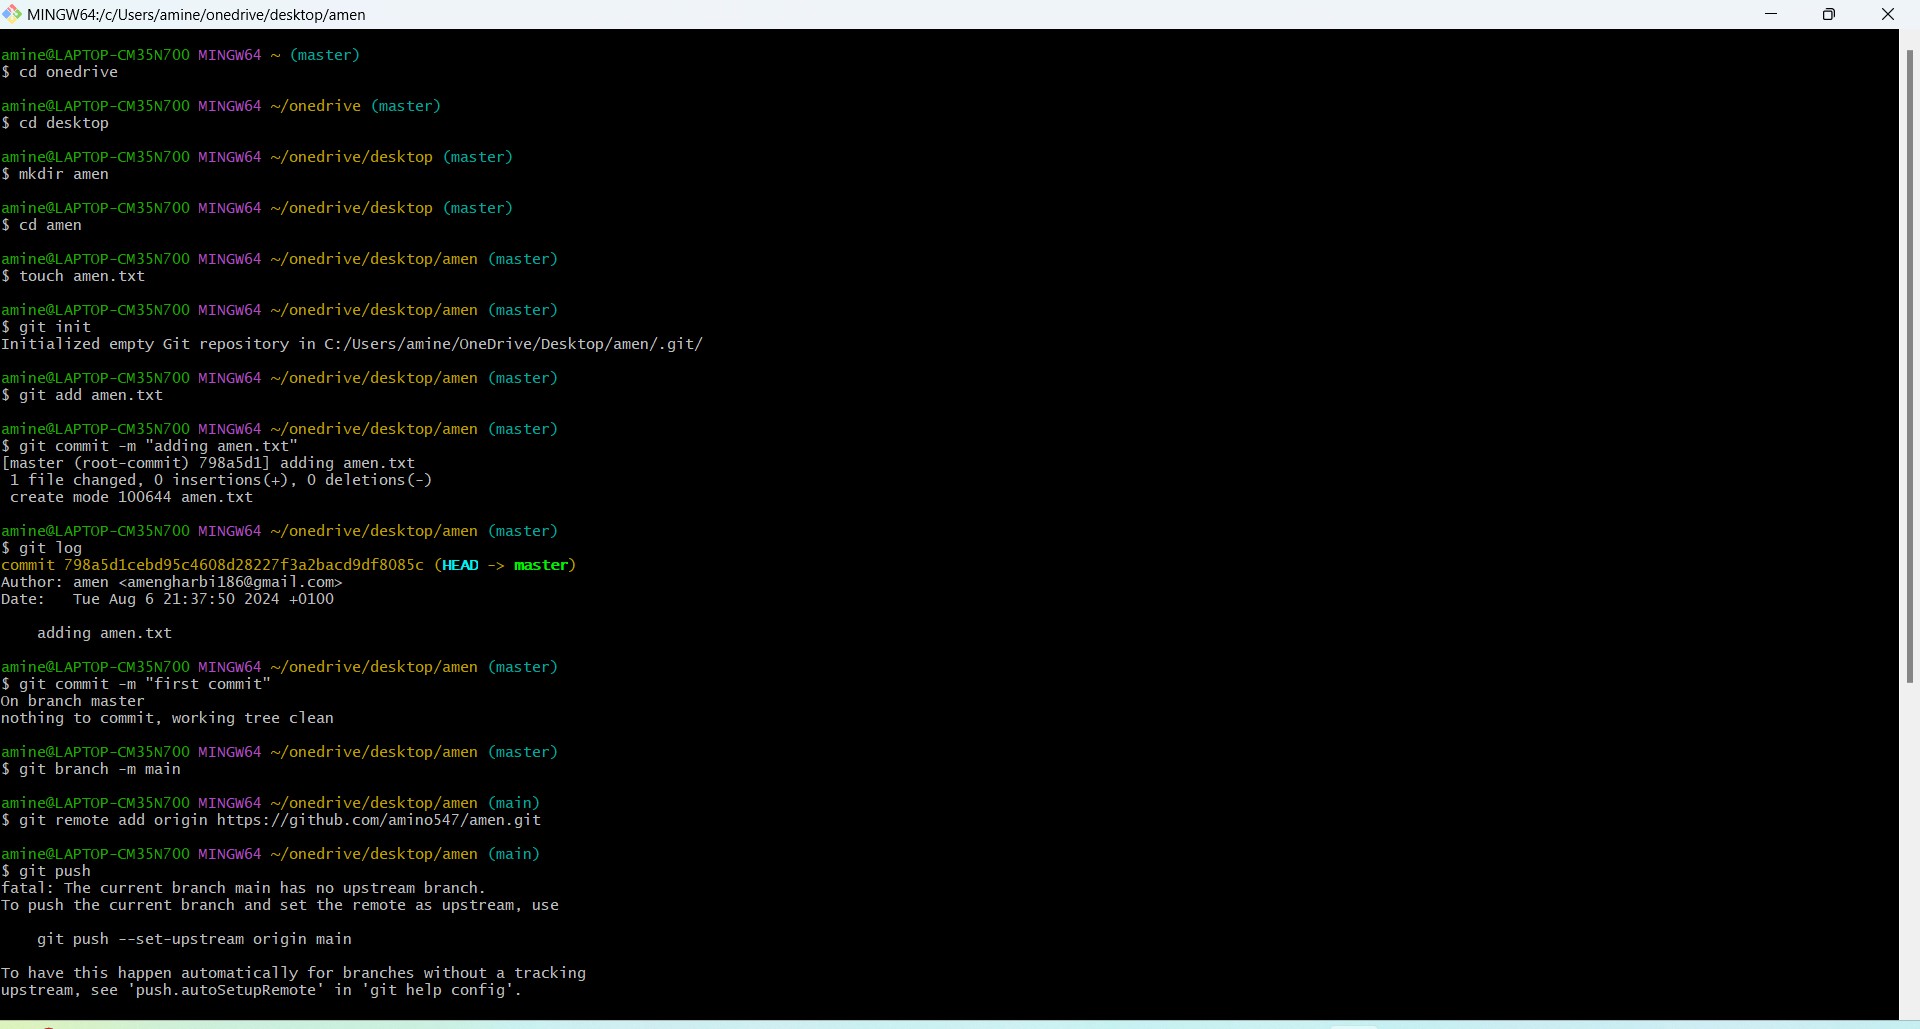 MINGW64:/c/Users/amine/onedrive/desktop/amen
amine@LAPTOP-CM35N700 MINGW64 ~ (master)
$ cd onedrive
amine@LAPTOP-CM35N700 MINGW64 ~/onedrive (master)
$ cd desktop
amine@LAPTOP-CM35N700 MINGW64 ~/onedrive/desktop (master)
$ mkdir amen
amine@LAPTOP-CM35N700 MINGW64 ~/onedrive/desktop (master)
$ cd amen
amine@LAPTOP-CM35N700 MINGW64 ~/onedrive/desktop/amen (master)
$ touch amen.txt
amine@LAPTOP-CM35N700 MINGW64 ~/onedrive/desktop/amen (master)
$ git init
Initialized empty Git repository in C:/Users/amine/OneDrive/Desktop/amen/.git/
amine@LAPTOP-CM35N700 MINGW64 ~/onedrive/desktop/amen (master)
$ git add amen.txt
amine@LAPTOP-CM35N700 MINGW64 ~/onedrive/desktop/amen (master)
$ git commit -m "adding amen.txt"
[master (root-commit) 798a5d1] adding amen.txt
 1 file changed, 0 insertions(+), 0 deletions(-)
 create mode 100644 amen.txt
amine@LAPTOP-CM35N700 MINGW64 ~/onedrive/desktop/amen (master)
$ git log
commit 798a5d1cebd95c4608d28227f3a2bacd9df8085c (HEAD -> master)
Author: amen <amengharbi186@gmail.com>
Date:   Tue Aug 6 21:37:50 2024 +0100
    adding amen.txt
amine@LAPTOP-CM35N700 MINGW64 ~/onedrive/desktop/amen (master)
$ git commit -m "first commit"
On branch master
nothing to commit, working tree clean
amine@LAPTOP-CM35N700 MINGW64 ~/onedrive/desktop/amen (master)
$ git branch -m main
amine@LAPTOP-CM35N700 MINGW64 ~/onedrive/desktop/amen (main)
$ git remote add origin https://github.com/amino547/amen.git
amine@LAPTOP-CM35N700 MINGW64 ~/onedrive/desktop/amen (main)
$ git push
fatal: The current branch main has no upstream branch.
To push the current branch and set the remote as upstream, use
    git push --set-upstream origin main
To have this happen automatically for branches without a tracking
upstream, see 'push.autoSetupRemote' in 'git help config'.